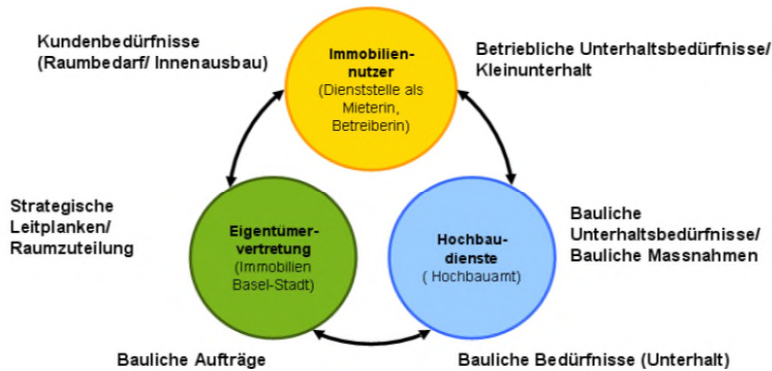 Kundenbedürfnisse
(Raumbedarf/ Innenausbau)
Immobilien-
nutzer
(Dienststelle als
Mieterin,
Betreiberin)
Betriebliche Unterhaltsbedürfnisse/
Kleinunterhalt
Strategische
Leitplanken/
Raumzuteilung
Eigentümer-
vertretung
(Immobilien
Basel-Stadt)
Hochbau-
dienste
( Hochbauamt)
Bauliche
Unterhaltsbedürfnisse/
Bauliche Massnahmen
Bauliche Aufträge
Bauliche Bedürfnisse (Unterhalt)